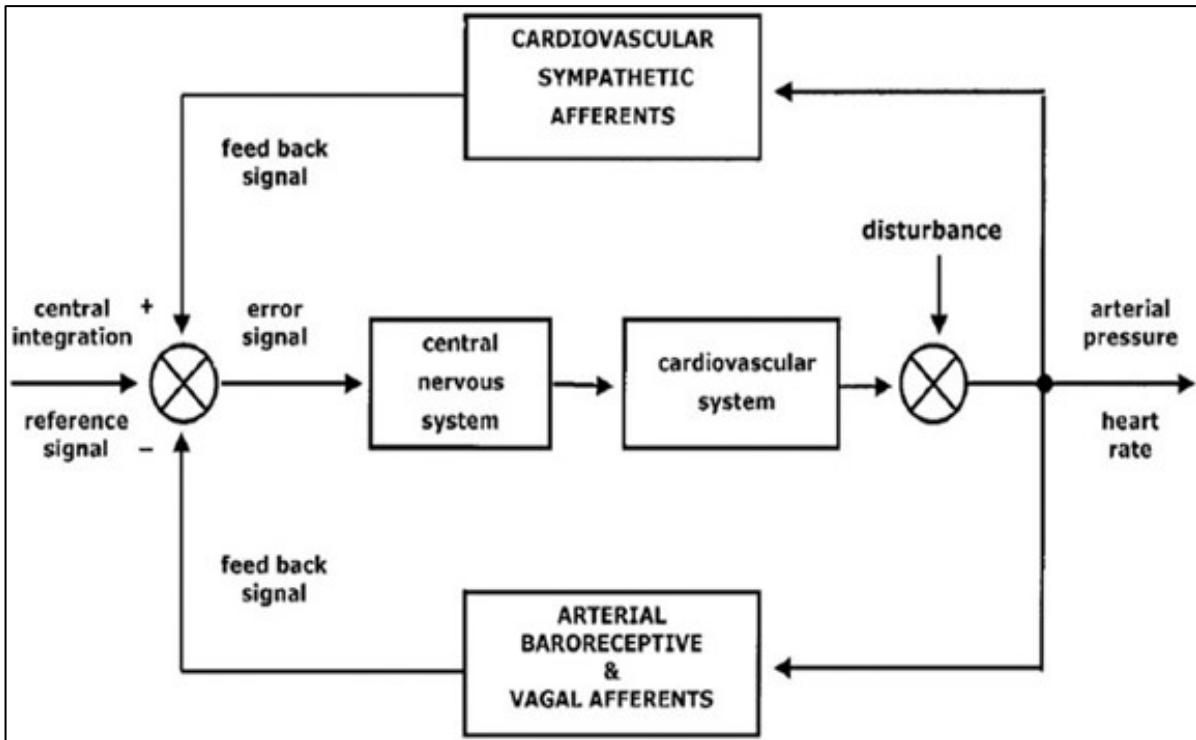 CARDIOVASCULAR
SYMPATHETIC
AFFERENTS
feed back
signal
disturbance
central +
integration
error
signal
central
nervous
system
cardiovascular
system
arterial
pressure
reference
signal –
heart
rate
feed back
signal
ARTERIAL
BARORECEPTIVE
&
VAGAL AFFERENTS